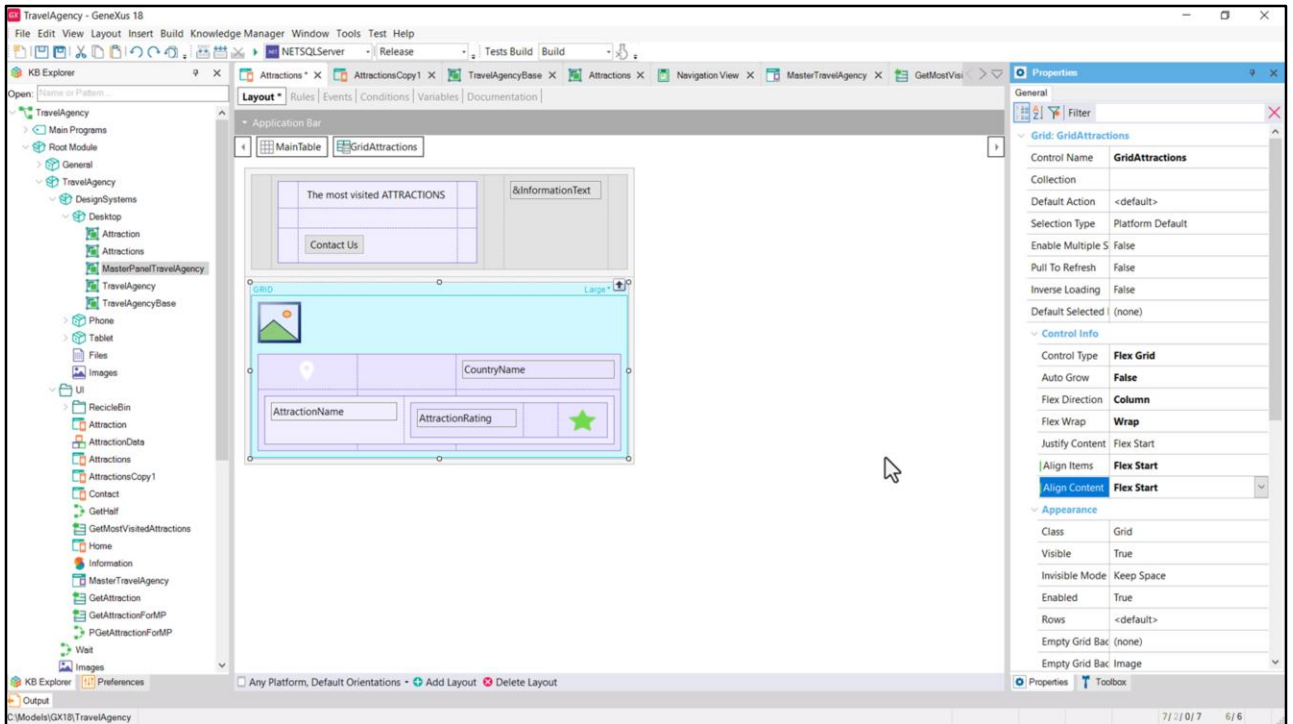 TravelAgency - GeneXus 18
File Edit View Layout Insert Build Knowledge Manager Window Tools Test Help
NETSQLServer Release Tests Build Build
KB Explorer
Open: Name or Pattern...
TravelAgency
Main Programs
Root Module
General
TravelAgency
DesignSystems
Desktop
Attraction
Attractions
MasterPanelTravelAgency
TravelAgency
TravelAgencyBase
Phone
Tablet
Files
Images
UI
RecicleBin
Attraction
AttractionData
Attractions
AttractionsCopy1
Contact
GetHalf
GetMostVisitedAttractions
Home
Information
MasterTravelAgency
GetAttraction
GetAttractionForMP
PGetAttractionForMP
Wait
Images
KB Explorer Preferences
Attractions * X AttractionsCopy1 X TravelAgencyBase X Attractions X Navigation View X MasterTravelAgency X GetMostVisi
Layout * Rules Events Conditions Variables Documentation
Application Bar
MainTable GridAttractions
The most visited ATTRACTIONS
&InformationText
Contact Us
GRID Large *
CountryName
AttractionName
AttractionRating
Any Platform, Default Orientations Add Layout Delete Layout
Properties
General
Filter
Grid: GridAttractions
Control Name GridAttractions
Collection
Default Action <default>
Selection Type Platform Default
Enable Multiple S False
Pull To Refresh False
Inverse Loading False
Default Selected I (none)
Control Info
Control Type Flex Grid
Auto Grow False
Flex Direction Column
Flex Wrap Wrap
Justify Content Flex Start
Align Items Flex Start
Align Content Flex Start
Appearance
Class Grid
Visible True
Invisible Mode Keep Space
Enabled True
Rows <default>
Empty Grid Bac (none)
Empty Grid Bac Image
Properties Toolbox
Output
C:\Models\GX18\TravelAgency 7/2/0/7 6/6